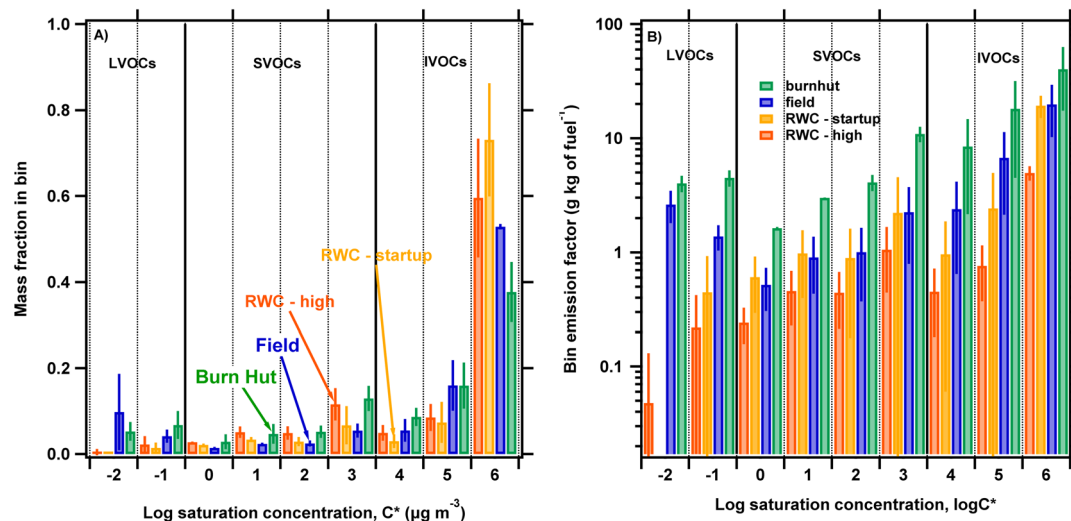 A)
LVOCs
SVOCs
IVOCs
Mass fraction in bin
1.0
0.8
0.6
0.4
0.2
0.0
RWC - startup
RWC - high
Field
Burn Hut
-2 -1 0 1 2 3 4 5 6
Log saturation concentration, C* (µg m⁻³)
B)
LVOCs
SVOCs
IVOCs
burnhut
field
RWC - startup
RWC - high
Bin emission factor (g kg of fuel⁻¹)
100
10
1
0.1
-2 -1 0 1 2 3 4 5 6
Log saturation concentration, logC*